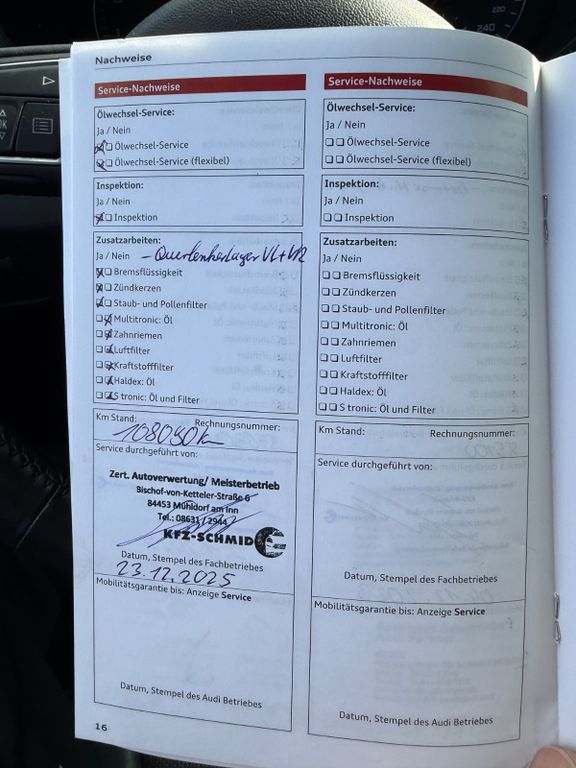 Nachweise
Service-Nachweise
Ölwechsel-Service:
Ja / Nein
Ölwechsel-Service
Ölwechsel-Service (flexibel)
Inspektion:
Ja / Nein
Inspektion
Zusatzarbeiten:
Ja / Nein – Querlenkerlager VL+VR
Bremsflüssigkeit
Zündkerzen
Staub- und Pollenfilter
Multitronic: Öl
Zahnriemen
Luftfilter
Kraftstofffilter
Haldex: Öl
S tronic: Öl und Filter
Km Stand: Rechnungsnummer:
108080km
Service durchgeführt von:
Zert. Autoverwertung/ Meisterbetrieb
Bischof-von-Ketteler-Straße 6
84453 Mühldorf am Inn
Tel.: 08631 / 2944
KFZ-SCHMID
Datum, Stempel des Fachbetriebes
23.12.2025
Mobilitätsgarantie bis: Anzeige Service
Datum, Stempel des Audi Betriebes
16
Service-Nachweise
Ölwechsel-Service:
Ja / Nein
Ölwechsel-Service
Ölwechsel-Service (flexibel)
Inspektion:
Ja / Nein
Inspektion
Zusatzarbeiten:
Ja / Nein
Bremsflüssigkeit
Zündkerzen
Staub- und Pollenfilter
Multitronic: Öl
Zahnriemen
Luftfilter
Kraftstofffilter
Haldex: Öl
S tronic: Öl und Filter
Km Stand: Rechnungsnummer:
Service durchgeführt von:
Datum, Stempel des Fachbetriebes
Mobilitätsgarantie bis: Anzeige Service
Datum, Stempel des Audi Betriebes
220
240
OK